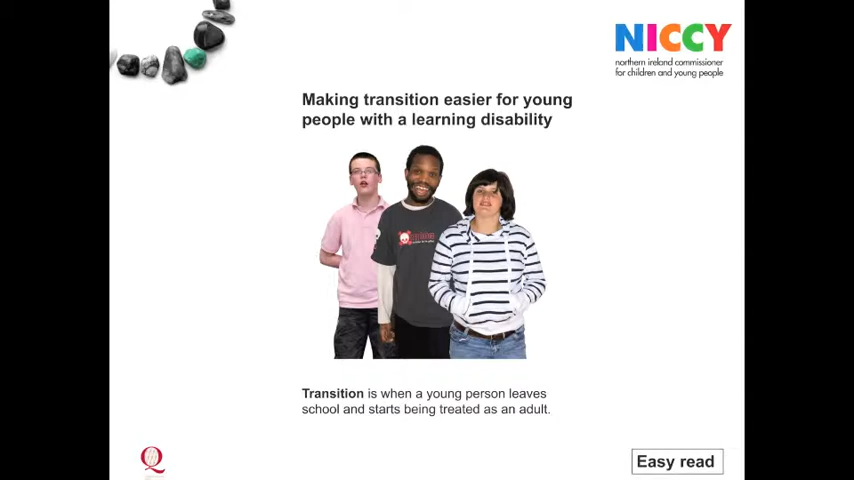 NICCY
northern ireland commissioner
for children and young people
Making transition easier for young
people with a learning disability
Transition is when a young person leaves
school and starts being treated as an adult.
Q
Easy read